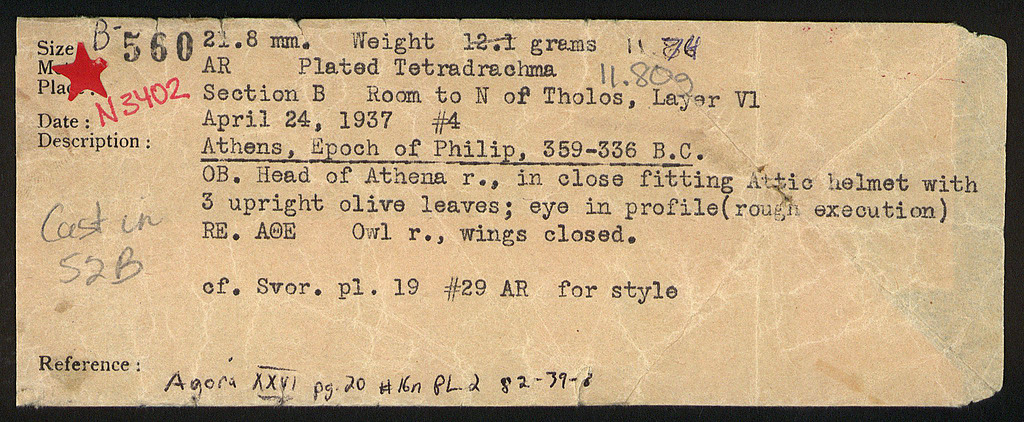 Size B- 560 21.8 mm. Weight 12.1 grams 11.74
M AR Plated Tetradrachma 11.80g
Place: Section B Room to N of Tholos, Layer V1
N3402
Date: April 24, 1937 #4
Description: Athens, Epoch of Philip, 359-336 B.C.
OB. Head of Athena r., in close fitting Attic helmet with
3 upright olive leaves; eye in profile(rough execution)
RE. AΘE Owl r., wings closed.
Cast in
S2B
cf. Svor. pl. 19 #29 AR for style
Reference:
Agora XXVI pg. 20 #16n PL 2 82-39-8